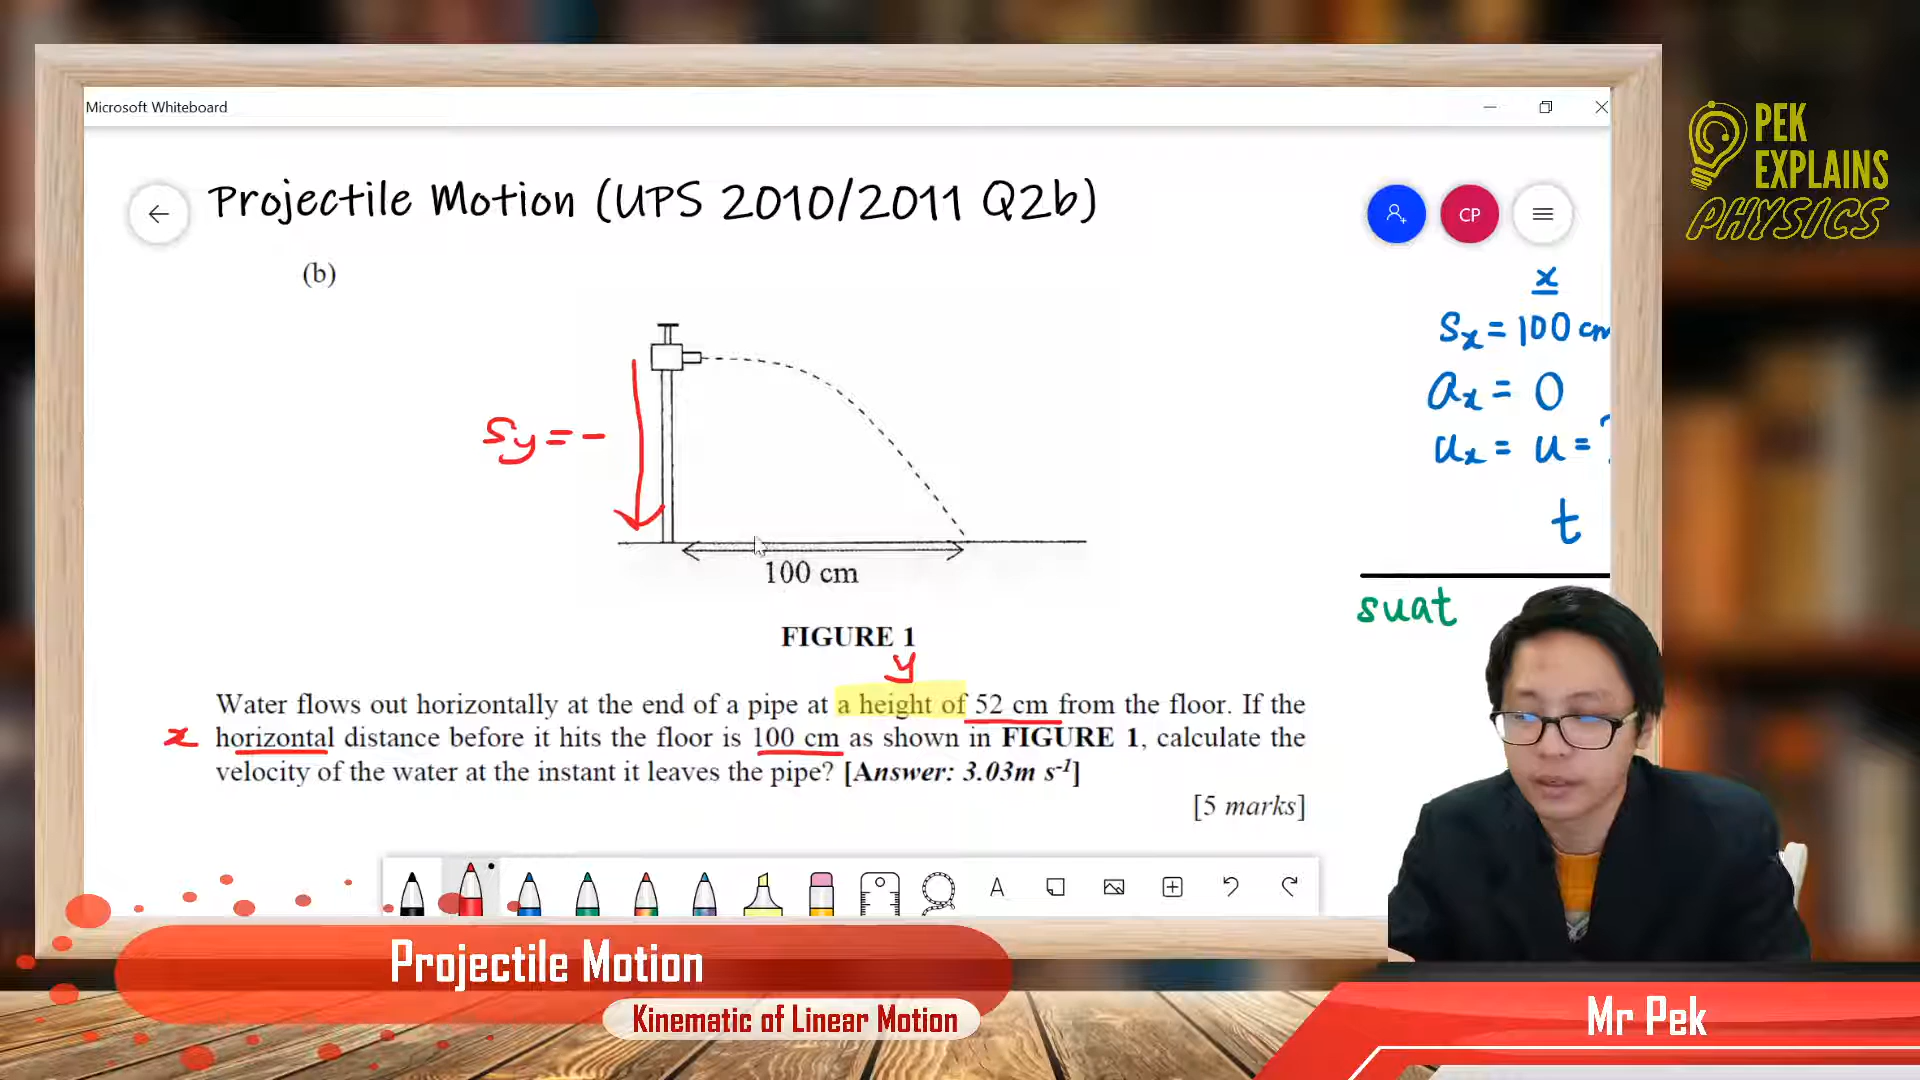 Microsoft Whiteboard
PEK
EXPLAINS
PHYSICS
Projectile Motion (UPS 2010/2011 Q2b)
CP
(b)
x
Sx = 100 cm
ax = 0
ux = u = ?
t
Sy = -
100 cm
suat
FIGURE 1
y
Water flows out horizontally at the end of a pipe at a height of 52 cm from the floor. If the
x
horizontal distance before it hits the floor is 100 cm as shown in FIGURE 1, calculate the
velocity of the water at the instant it leaves the pipe? [Answer: 3.03m s-1]
[5 marks]
A
Projectile Motion
Kinematic of Linear Motion
Mr Pek